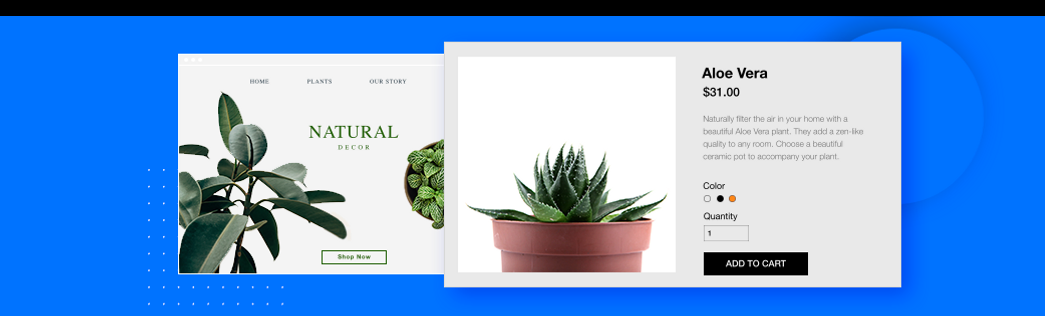 HOME PLANTS OUR STORY
NATURAL
DECOR
Shop Now
Aloe Vera
$31.00
Naturally filter the air in your home with a
beautiful Aloe Vera plant. They add a zen-like
quality to any room. Choose a beautiful
ceramic pot to accompany your plant.
Color
Quantity
1
ADD TO CART